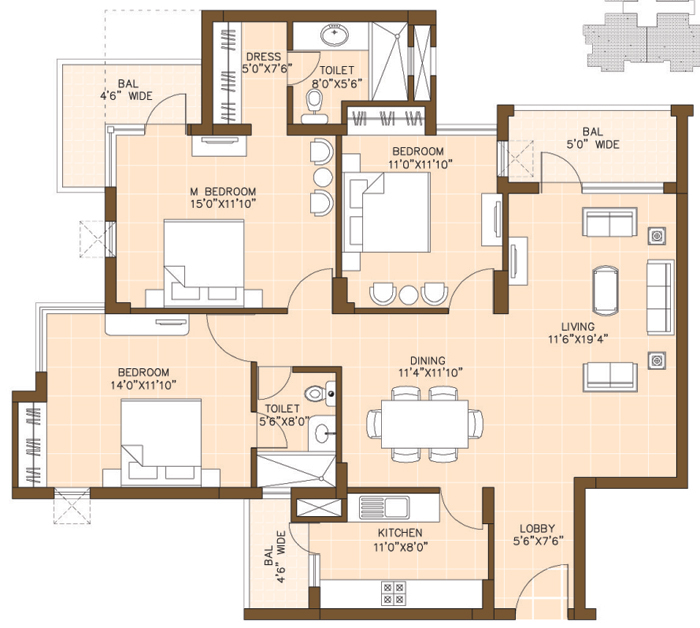 DRESS
5'0"X7'6"
TOILET
8'0"X5'6"
BAL
4'6" WIDE
BAL
5'0" WIDE
BEDROOM
11'0"X11'10"
M BEDROOM
15'0"X11'10"
LIVING
11'6"X19'4"
DINING
11'4"X11'10"
BEDROOM
14'0"X11'10"
TOILET
5'6"X8'0"
KITCHEN
11'0"X8'0"
LOBBY
5'6"X7'6"
BAL
4'6" WIDE